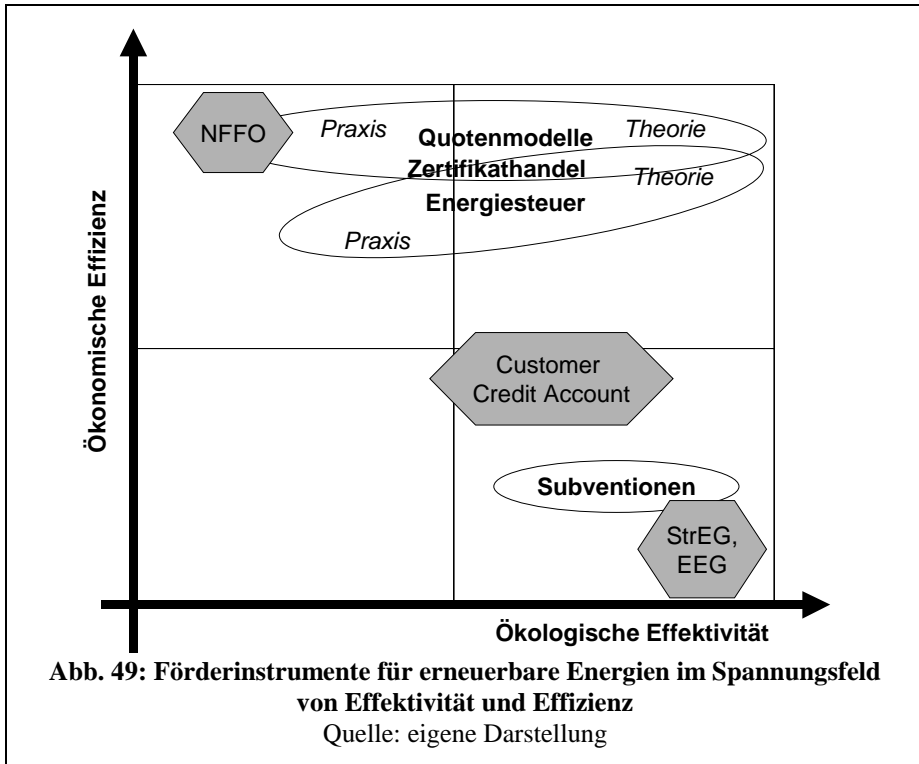 Ökonomische Effizienz
NFFO
Praxis
Quotenmodelle
Theorie
Zertifikathandel
Theorie
Energiesteuer
Praxis
Customer
Credit Account
Subventionen
StrEG,
EEG
Ökologische Effektivität
Abb. 49: Förderinstrumente für erneuerbare Energien im Spannungsfeld
von Effektivität und Effizienz
Quelle: eigene Darstellung